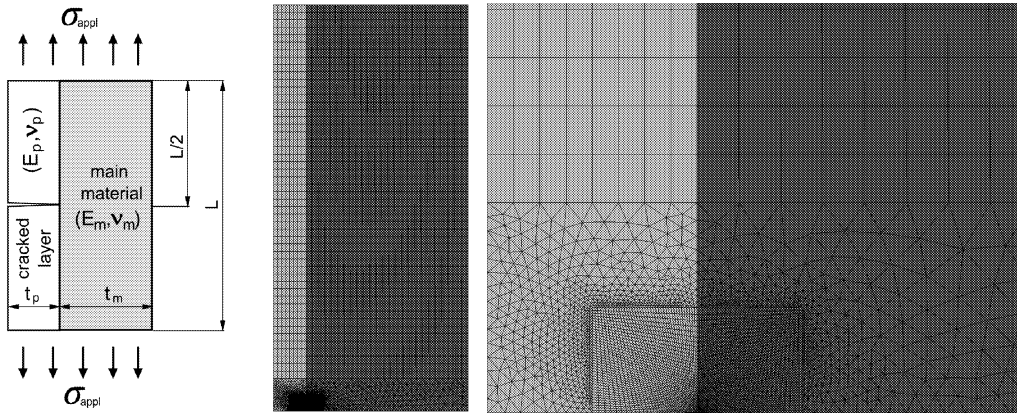 σappl
(Ep,νp)
L/2
L
main
material
(Em,νm)
cracked
layer
tp
tm
σappl